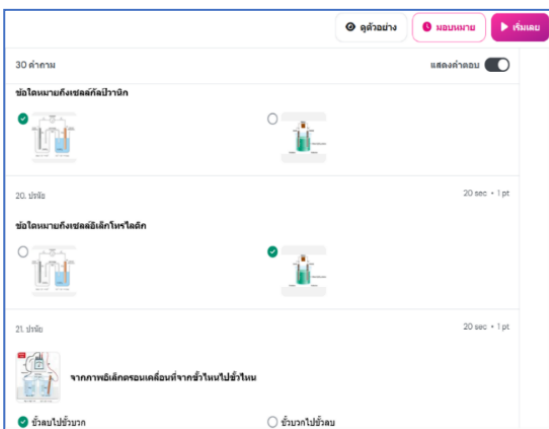 ดูตัวอย่าง
มอบหมาย
เริ่มเลย
30 คำถาม
แสดงคำตอบ
ข้อใดหมายถึงเซลล์กัลป์วานิก
20. ปรนัย
20 sec • 1 pt
ข้อใดหมายถึงเซลล์อิเล็กโทรไลติก
21. ปรนัย
20 sec • 1 pt
จากภาพอิเล็กตรอนเคลื่อนที่จากขั้วไหนไปขั้วไหน
ขั้วลบไปขั้วบวก
ขั้วบวกไปขั้วลบ